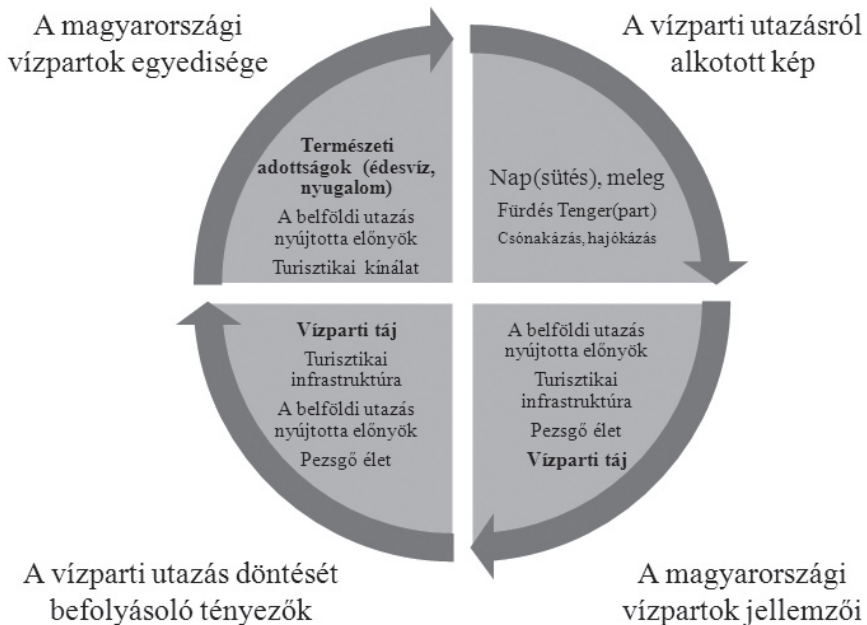 A magyarországi
vízpartok egyedisége
A vízparti utazásról
alkotott kép
Természeti
adottságok (édesvíz,
nyugalom)
A belföldi utazás
nyújtotta előnyök
Turisztikai kínálat
Nap(sütés), meleg
Fürdés Tenger(part)
Csónakázás, hajókázás
Vízparti táj
Turisztikai
infrastruktúra
A belföldi utazás
nyújtotta előnyök
Pezsgő élet
A belföldi utazás
nyújtotta előnyök
Turisztikai
infrastruktúra
Pezsgő élet
Vízparti táj
A vízparti utazás döntését
befolyásoló tényezők
A magyarországi
vízpartok jellemzői